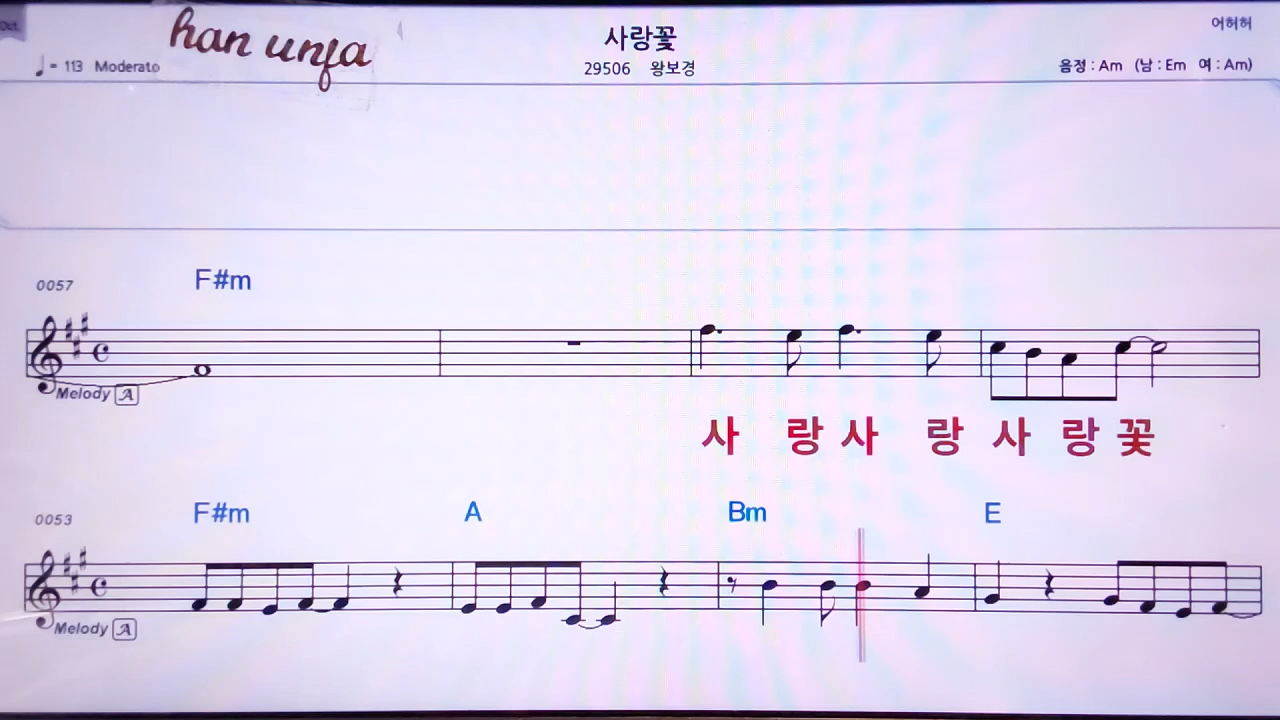 Oct.
han unja
사랑꽃
어허허
♩ = 113 Moderato
29506 왕보경
음정 : Am (남 : Em 여 : Am)
0057
F#m
Melody A
사 랑 사 랑 사 랑 꽃
0053
F#m A Bm E
Melody A